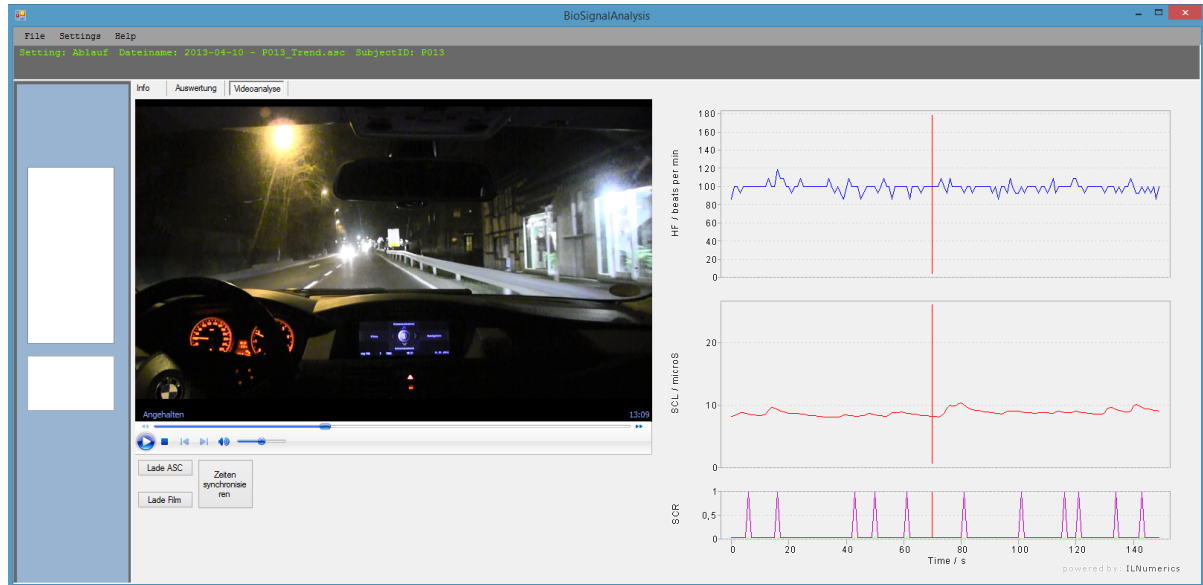 BioSignalAnalysis
File Settings Help
Setting: Ablauf Dateiname: 2013-04-10 - P013_Trend.asc SubjectID: P013
Info Auswertung Videoanalyse
Angehalten 13:09
Lade ASC
Lade Film
Zeiten
synchronisie
ren
180
160
140
120
100
80
60
40
20
0
HF / beats per min
20
10
0
SCL / microS
1
0,5
0
SCR
0 20 40 60 80 100 120 140
Time / s
powered by: ILNumerics